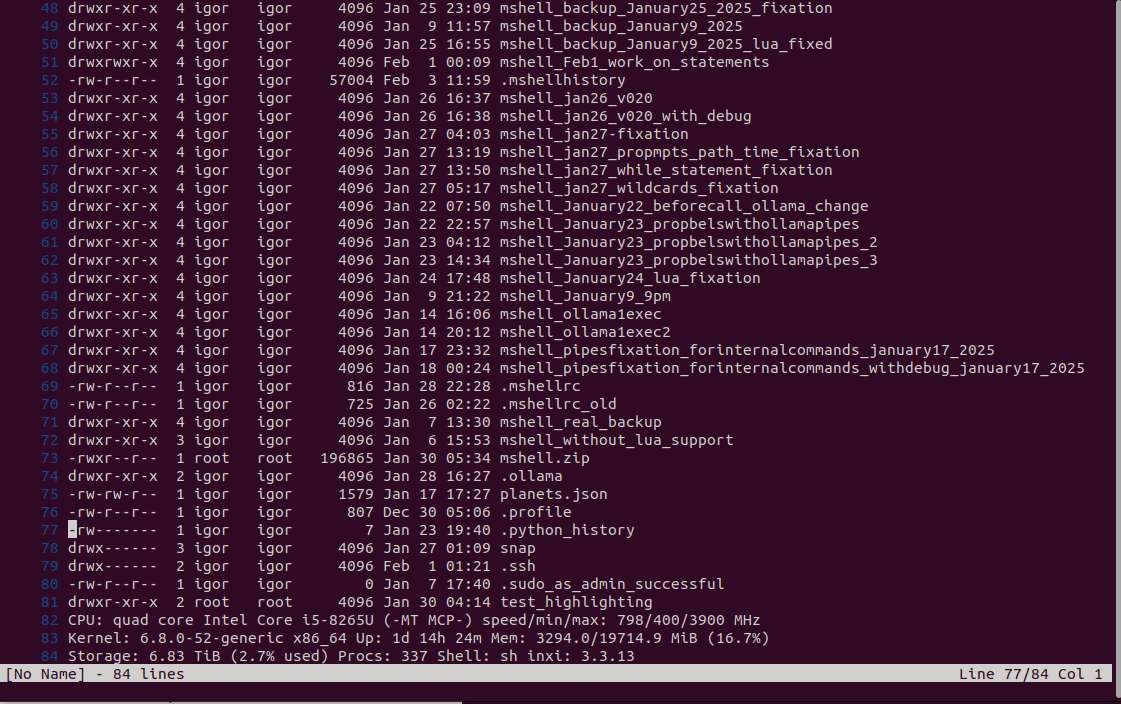 48 drwxr-xr-x  4 igor   igor     4096 Jan 25 23:09 mshell_backup_January25_2025_fixation
49 drwxr-xr-x  4 igor   igor     4096 Jan  9 11:57 mshell_backup_January9_2025
50 drwxr-xr-x  4 igor   igor     4096 Jan 25 16:55 mshell_backup_January9_2025_lua_fixed
51 drwxrwxr-x  4 igor   igor     4096 Feb  1 00:09 mshell_Feb1_work_on_statements
52 -rw-r--r--  1 igor   igor    57004 Feb  3 11:59 .mshellhistory
53 drwxr-xr-x  4 igor   igor     4096 Jan 26 16:37 mshell_jan26_v020
54 drwxr-xr-x  4 igor   igor     4096 Jan 26 16:38 mshell_jan26_v020_with_debug
55 drwxr-xr-x  4 igor   igor     4096 Jan 27 04:03 mshell_jan27-fixation
56 drwxr-xr-x  4 igor   igor     4096 Jan 27 13:19 mshell_jan27_propmpts_path_time_fixation
57 drwxr-xr-x  4 igor   igor     4096 Jan 27 13:50 mshell_jan27_while_statement_fixation
58 drwxr-xr-x  4 igor   igor     4096 Jan 27 05:17 mshell_jan27_wildcards_fixation
59 drwxr-xr-x  4 igor   igor     4096 Jan 22 07:50 mshell_January22_beforecall_ollama_change
60 drwxr-xr-x  4 igor   igor     4096 Jan 22 22:57 mshell_January23_propbelswithollamapipes
61 drwxr-xr-x  4 igor   igor     4096 Jan 23 04:12 mshell_January23_propbelswithollamapipes_2
62 drwxr-xr-x  4 igor   igor     4096 Jan 23 14:34 mshell_January23_propbelswithollamapipes_3
63 drwxr-xr-x  4 igor   igor     4096 Jan 24 17:48 mshell_January24_lua_fixation
64 drwxr-xr-x  4 igor   igor     4096 Jan  9 21:22 mshell_January9_9pm
65 drwxr-xr-x  4 igor   igor     4096 Jan 14 16:06 mshell_ollama1exec
66 drwxr-xr-x  4 igor   igor     4096 Jan 14 20:12 mshell_ollama1exec2
67 drwxr-xr-x  4 igor   igor     4096 Jan 17 23:32 mshell_pipesfixation_forinternalcommands_january17_2025
68 drwxr-xr-x  4 igor   igor     4096 Jan 18 00:24 mshell_pipesfixation_forinternalcommands_withdebug_january17_2025
69 -rw-r--r--  1 igor   igor      816 Jan 28 22:28 .mshellrc
70 -rw-r--r--  1 igor   igor      725 Jan 26 02:22 .mshellrc_old
71 drwxr-xr-x  4 igor   igor     4096 Jan  7 13:30 mshell_real_backup
72 drwxr-xr-x  3 igor   igor     4096 Jan  6 15:53 mshell_without_lua_support
73 -rwxr--r--  1 root   root   196865 Jan 30 05:34 mshell.zip
74 drwxr-xr-x  2 igor   igor     4096 Jan 28 16:27 .ollama
75 -rw-rw-r--  1 igor   igor     1579 Jan 17 17:27 planets.json
76 -rw-r--r--  1 igor   igor      807 Dec 30 05:06 .profile
77 -rw-------  1 igor   igor        7 Jan 23 19:40 .python_history
78 drwx------  3 igor   igor     4096 Jan 27 01:09 snap
79 drwx------  2 igor   igor     4096 Feb  1 01:21 .ssh
80 -rw-r--r--  1 igor   igor        0 Jan  7 17:40 .sudo_as_admin_successful
81 drwxr-xr-x  2 root   root     4096 Jan 30 04:14 test_highlighting
82 CPU: quad core Intel Core i5-8265U (-MT MCP-) speed/min/max: 798/400/3900 MHz
83 Kernel: 6.8.0-52-generic x86_64 Up: 1d 14h 24m Mem: 3294.0/19714.9 MiB (16.7%)
84 Storage: 6.83 TiB (2.7% used) Procs: 337 Shell: sh inxi: 3.3.13
[No Name] - 84 lines Line 77/84 Col 1